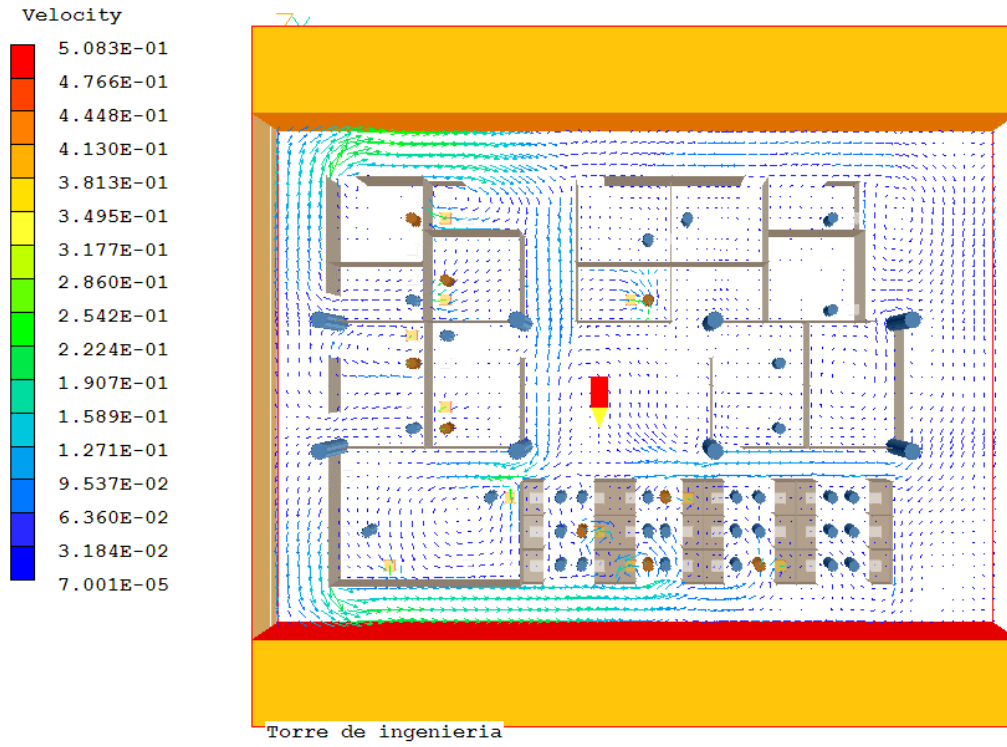 Velocity
5.083E-01
4.766E-01
4.448E-01
4.130E-01
3.813E-01
3.495E-01
3.177E-01
2.860E-01
2.542E-01
2.224E-01
1.907E-01
1.589E-01
1.271E-01
9.537E-02
6.360E-02
3.184E-02
7.001E-05
Torre de ingenieria